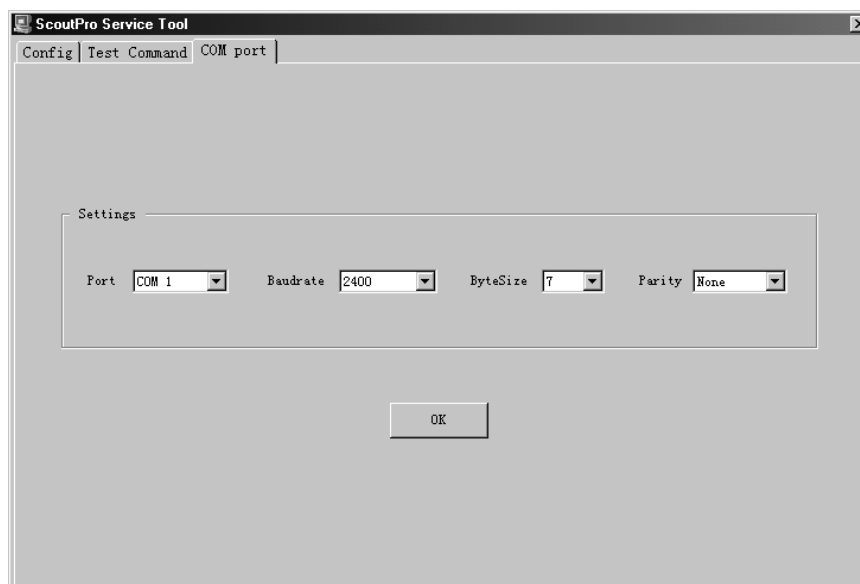 ScoutPro Service Tool
Config Test Command COM port
Settings
Port COM 1 Baudrate 2400 ByteSize 7 Parity None
OK